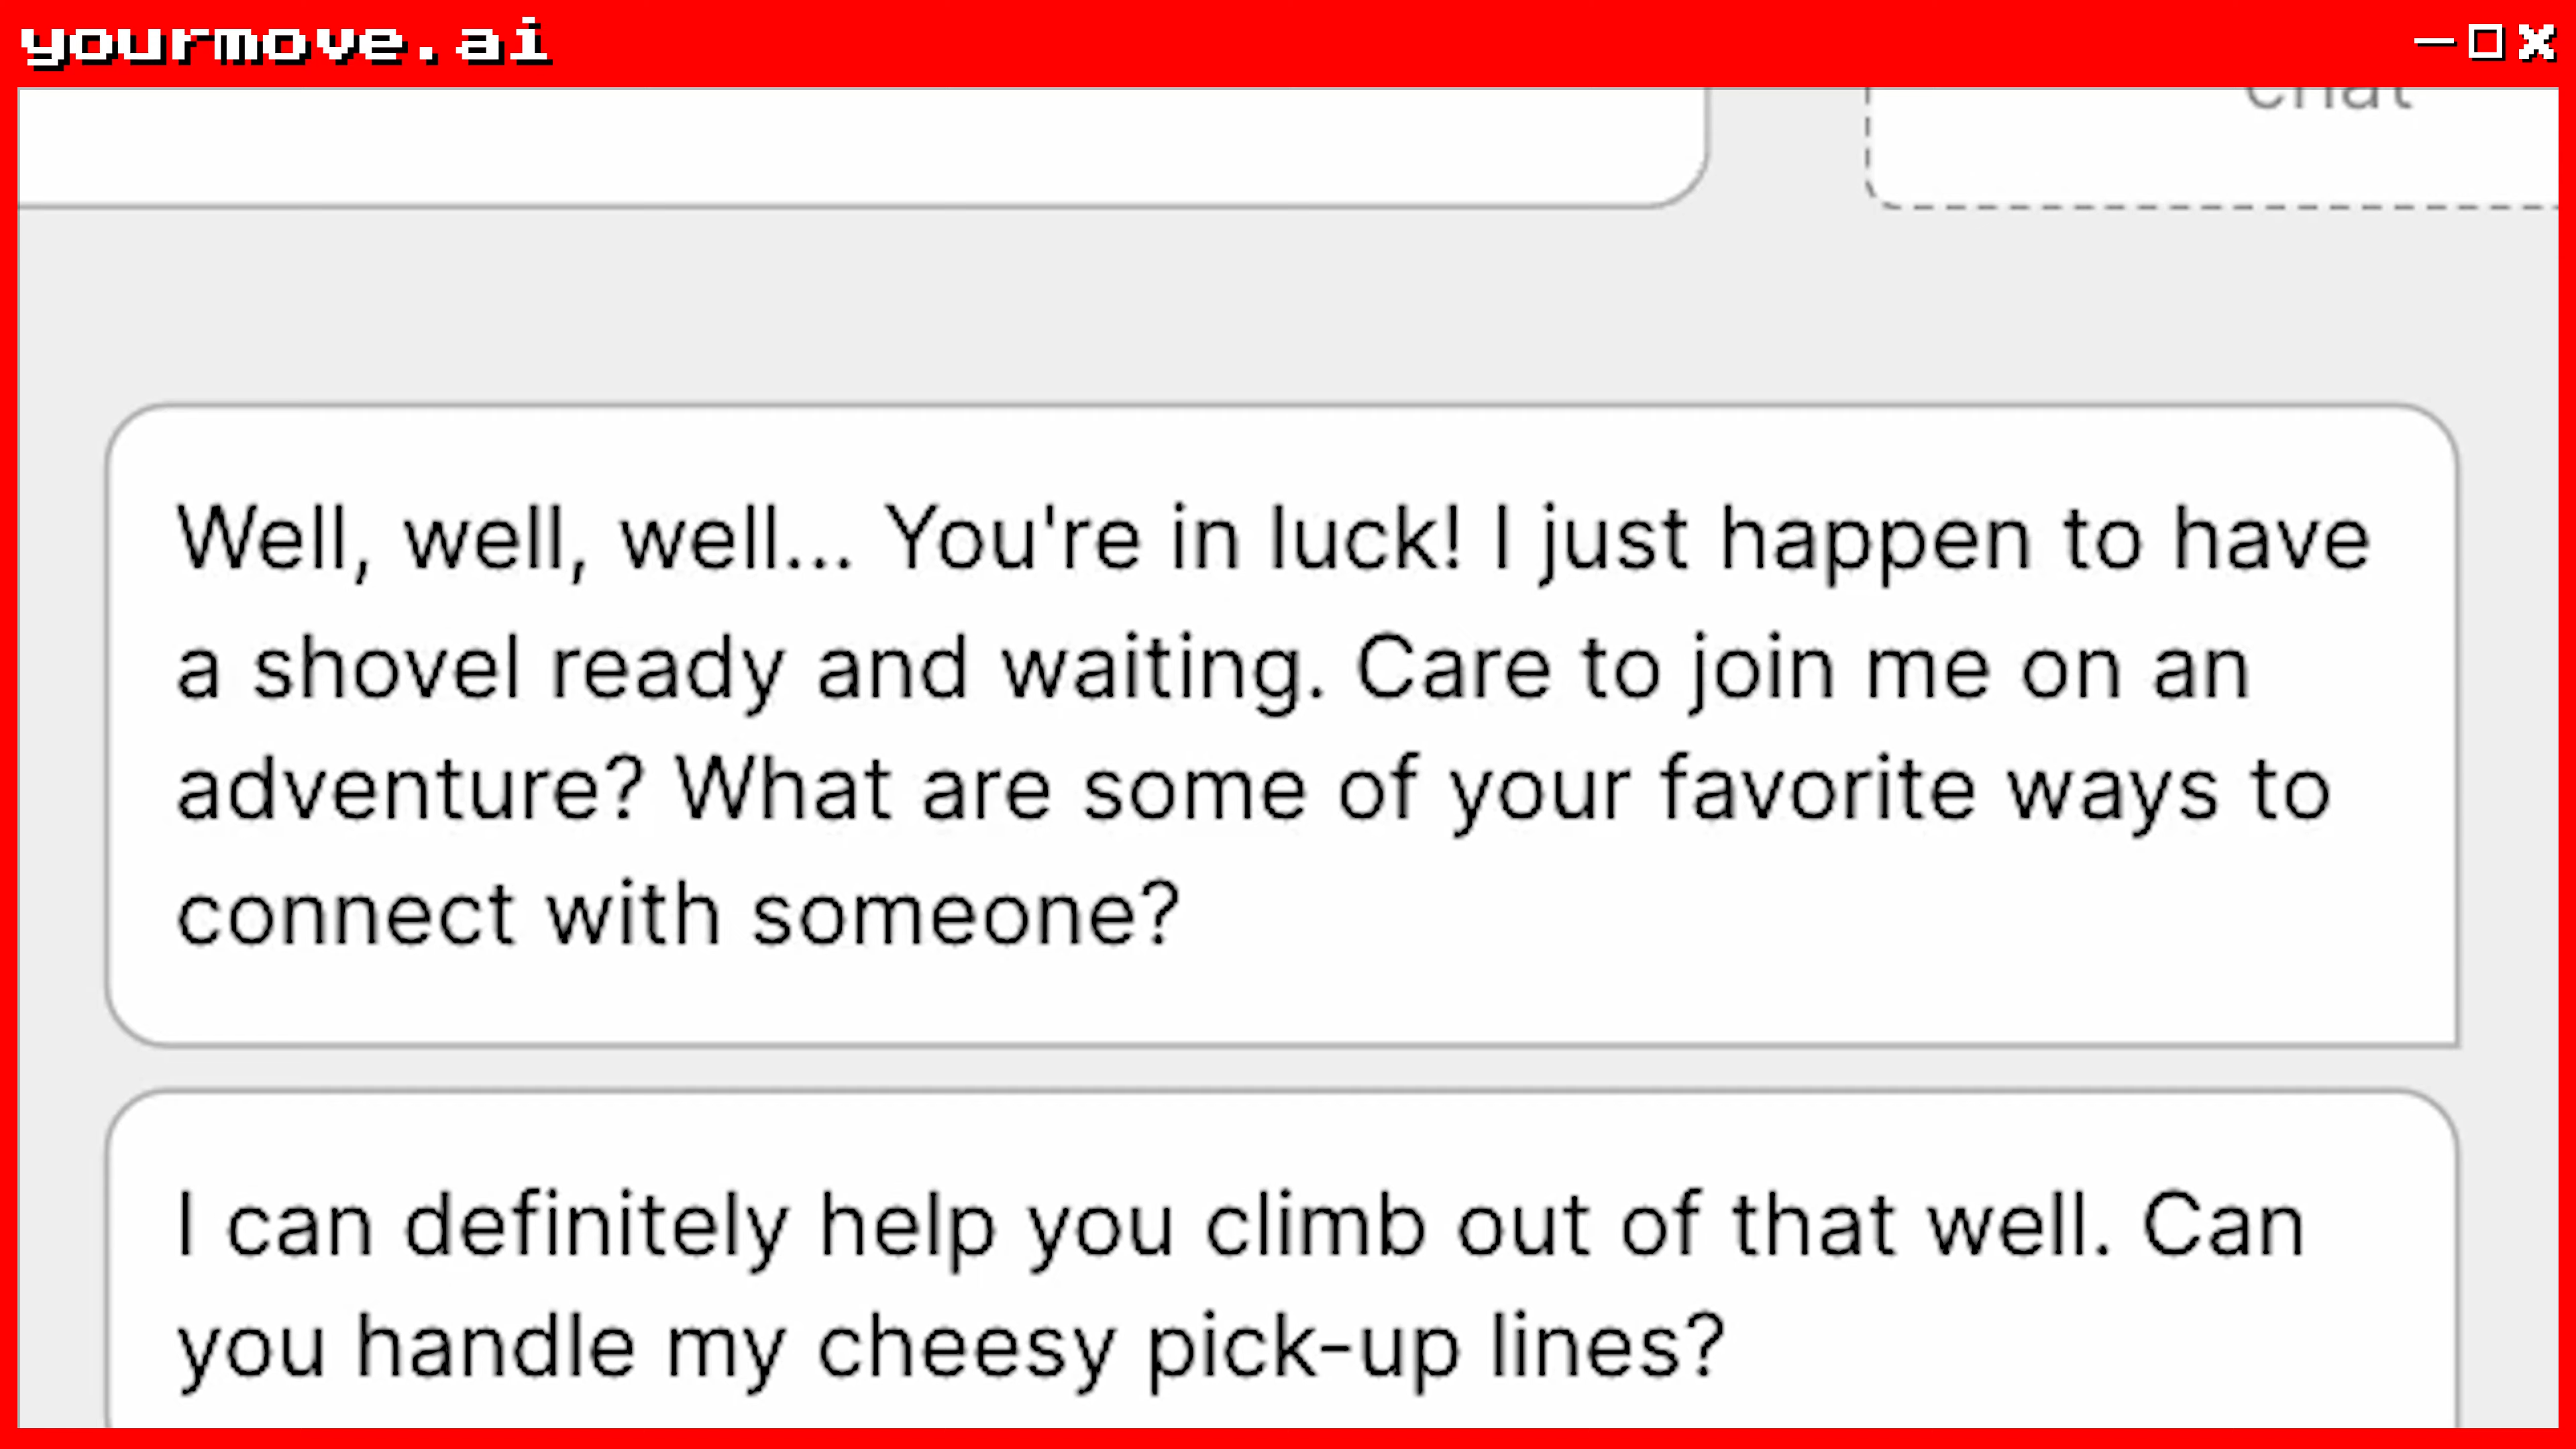 yourmove.ai
chat
Well, well, well... You're in luck! I just happen to have
a shovel ready and waiting. Care to join me on an
adventure? What are some of your favorite ways to
connect with someone?
I can definitely help you climb out of that well. Can
you handle my cheesy pick-up lines?